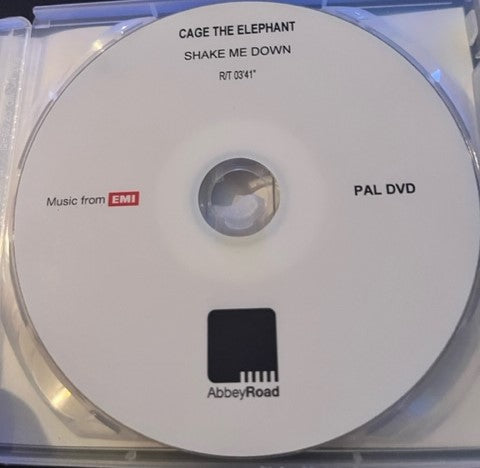 CAGE THE ELEPHANT
SHAKE ME DOWN
R/T 03'41"
Music from EMI
PAL DVD
AbbeyRoad